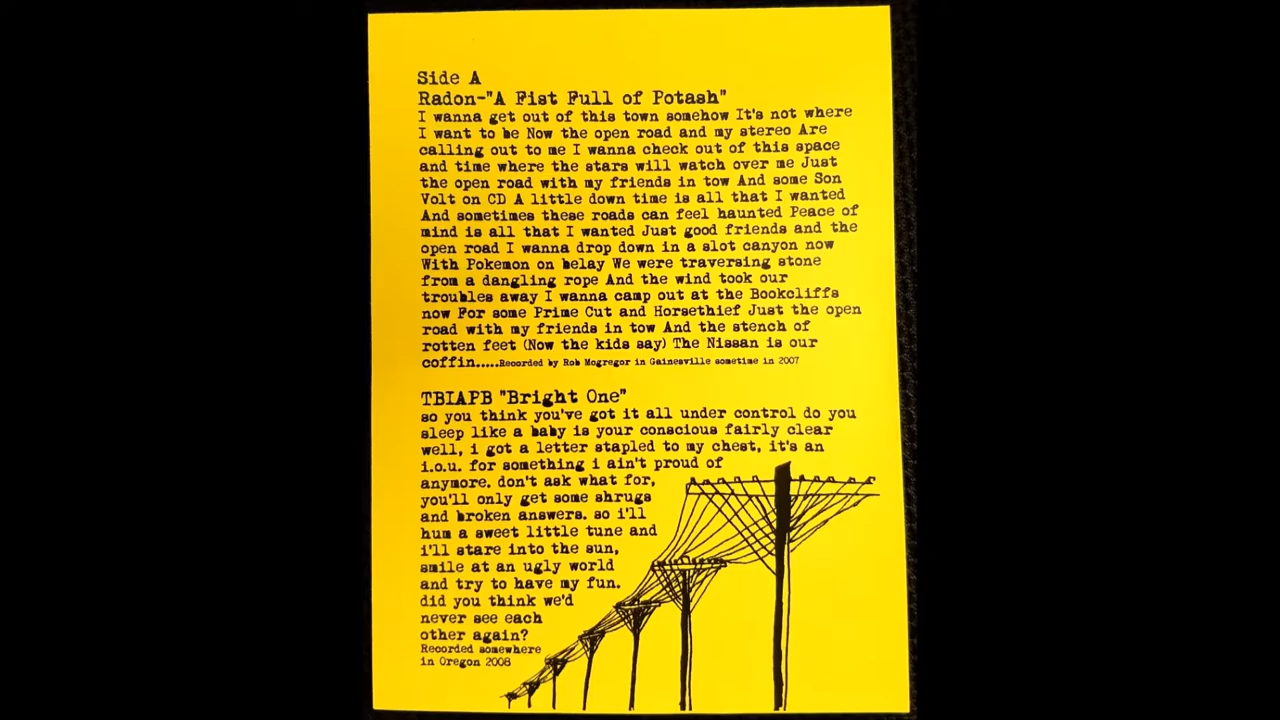 Side A
Radon-"A Fist Full of Potash"
I wanna get out of this town somehow It's not where
I want to be Now the open road and my stereo Are
calling out to me I wanna check out of this space
and time where the stars will watch over me Just
the open road with my friends in tow And some Son
Volt on CD A little down time is all that I wanted
And sometimes these roads can feel haunted Peace of
mind is all that I wanted Just good friends and the
open road I wanna drop down in a slot canyon now
With Pokemon on belay We were traversing stone
from a dangling rope And the wind took our
troubles away I wanna camp out at the Bookcliffs
now For some Prime Cut and Horsethief Just the open
road with my friends in tow And the stench of
rotten feet (Now the kids say) The Nissan is our
coffin.....Recorded by Rob Mcgregor in Gainesville sometime in 2007
TBIAPB "Bright One"
so you think you've got it all under control do you
sleep like a baby is your conscious fairly clear
well, i got a letter stapled to my chest, it's an
i.o.u. for something i ain't proud of
anymore. don't ask what for,
you'll only get some shrugs
and broken answers. so i'll
hum a sweet little tune and
i'll stare into the sun,
smile at an ugly world
and try to have my fun.
did you think we'd
never see each
other again?
Recorded somewhere
in Oregon 2008